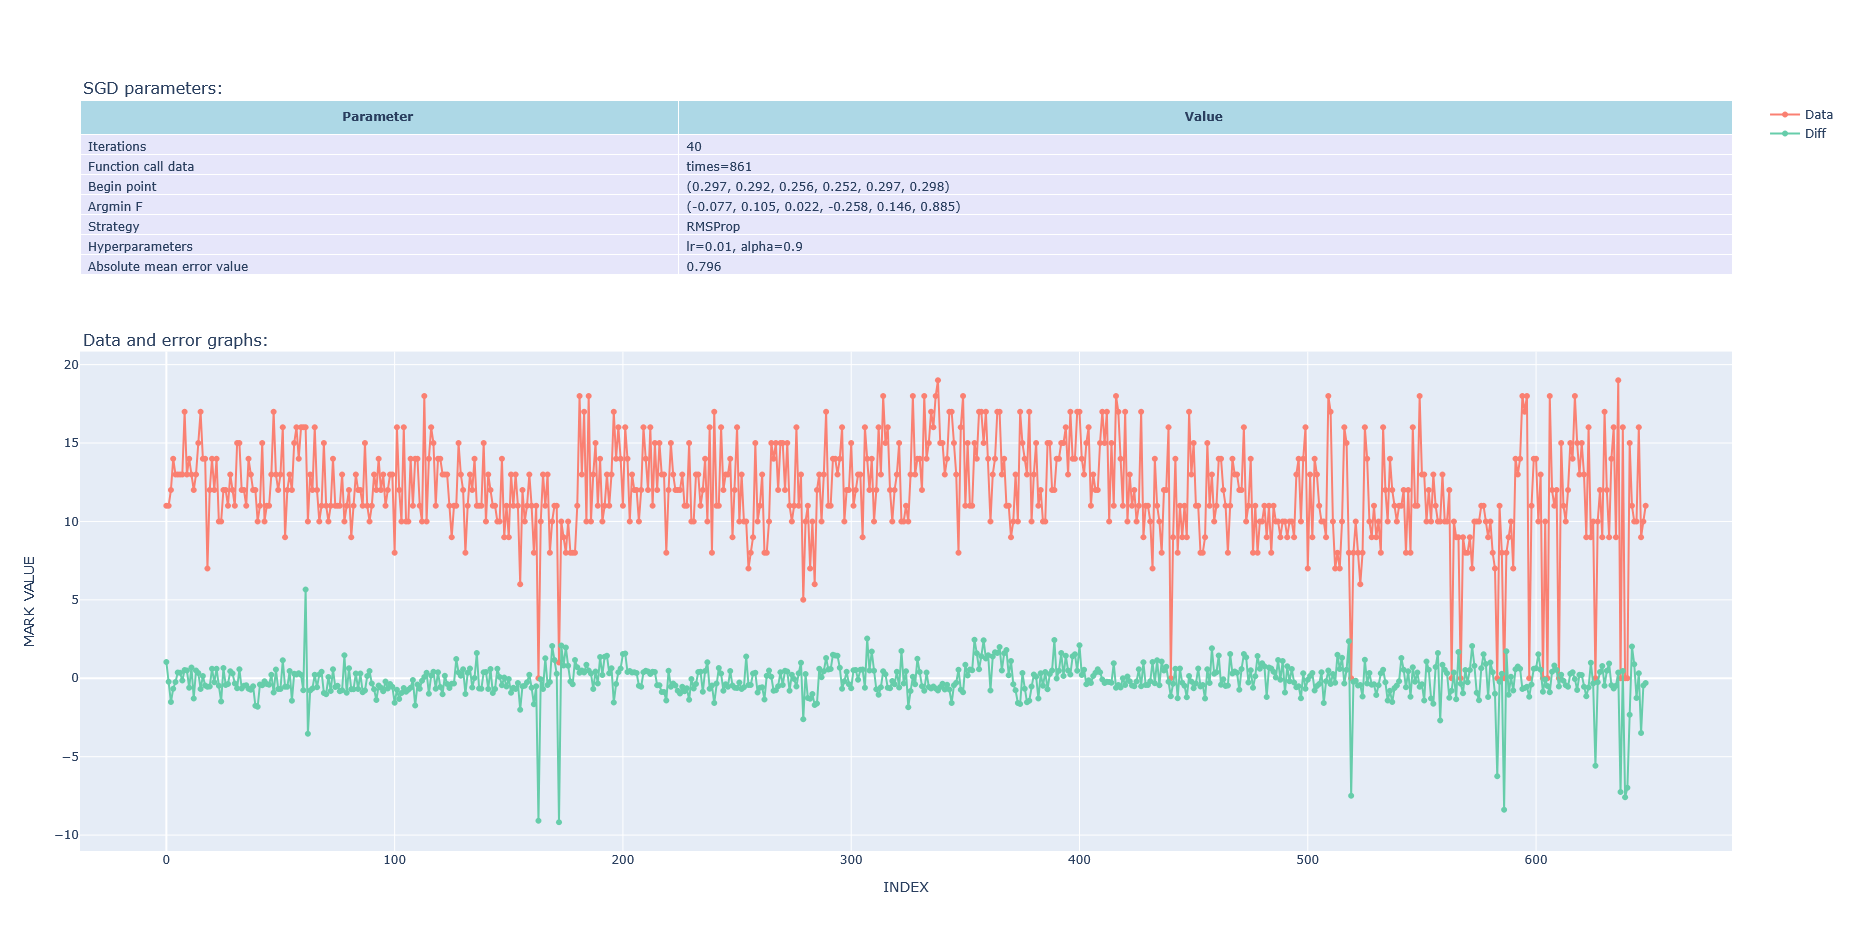 SGD parameters:
Parameter Value
Iterations 40
Function call data times=861
Begin point (0.297, 0.292, 0.256, 0.252, 0.297, 0.298)
Argmin F (-0.077, 0.105, 0.022, -0.258, 0.146, 0.885)
Strategy RMSProp
Hyperparameters lr=0.01, alpha=0.9
Absolute mean error value 0.796
Data
Diff
Data and error graphs:
20
15
10
5
0
−5
−10
MARK VALUE
0 100 200 300 400 500 600
INDEX